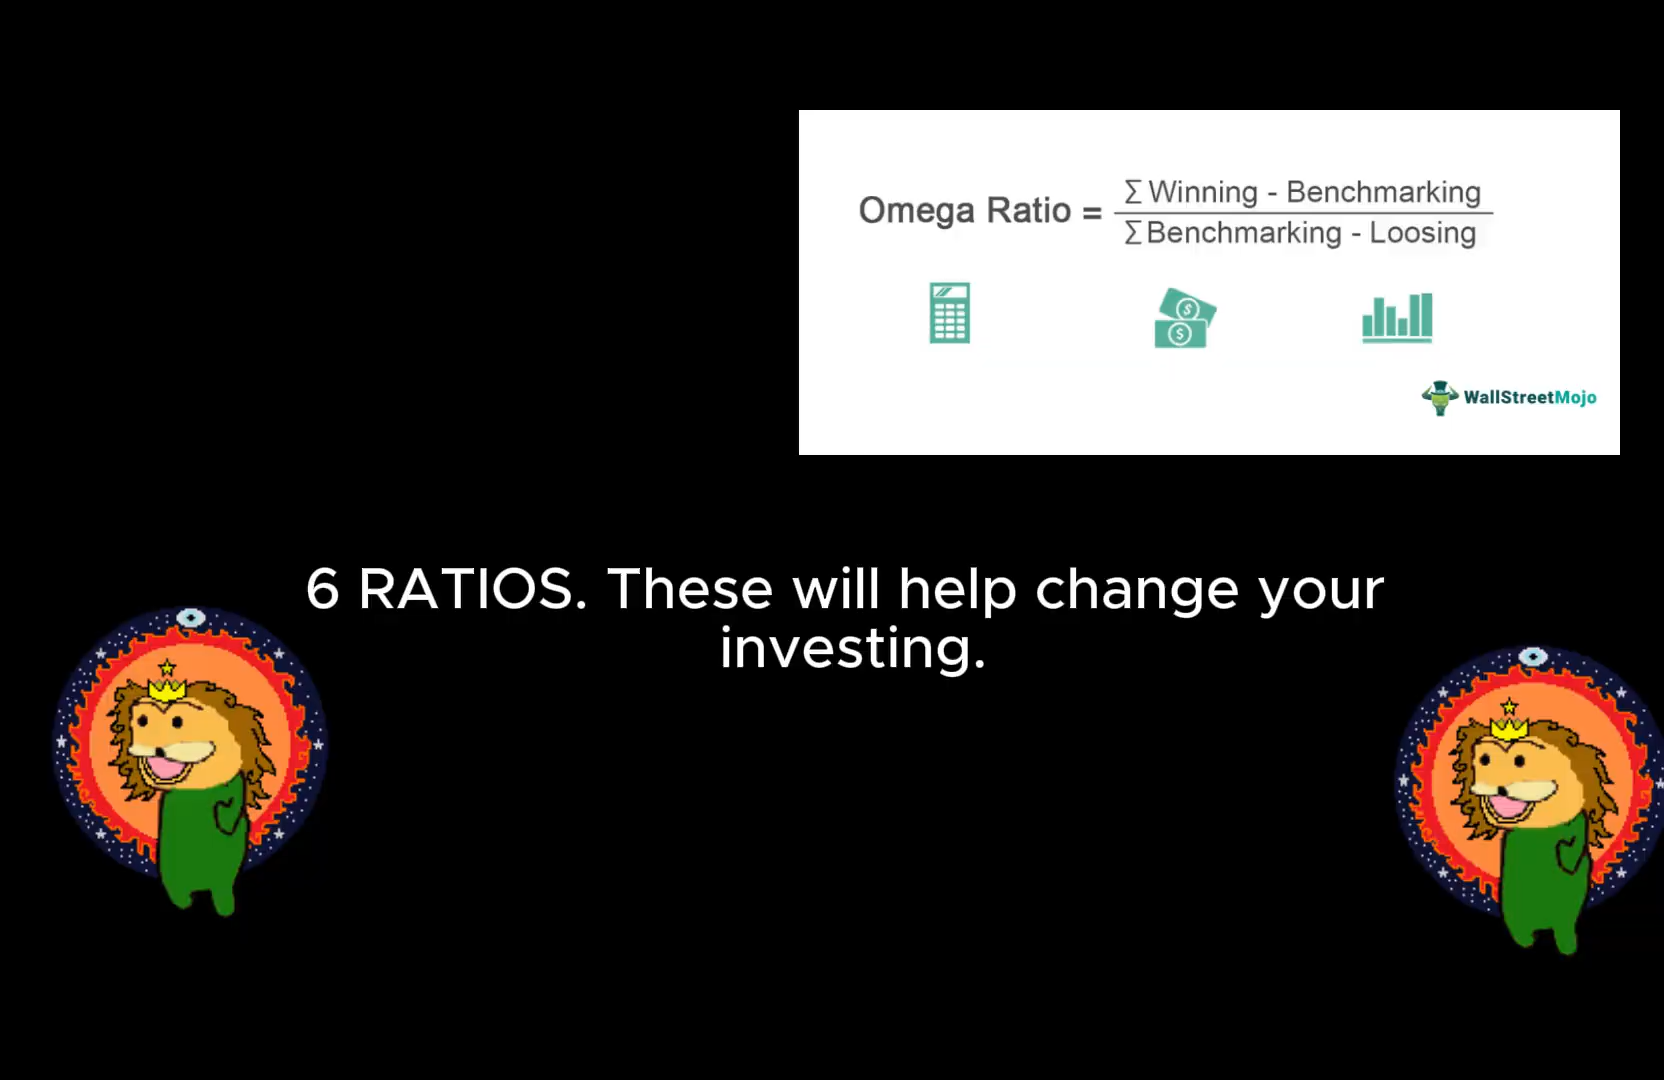 Omega Ratio = ∑ Winning - Benchmarking
∑ Benchmarking - Loosing
WallStreetMojo
6 RATIOS. These will help change your
investing.